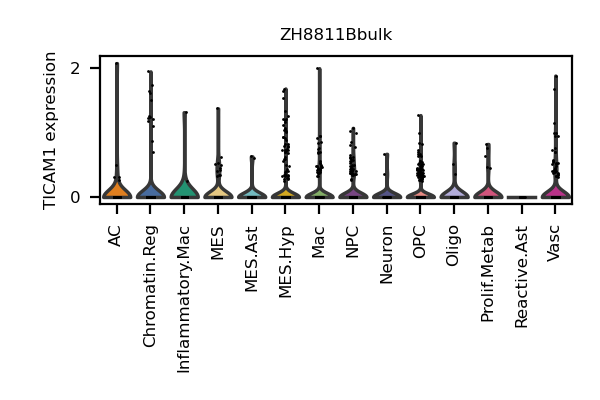 ZH8811Bbulk
TICAM1 expression
2
0
AC
Chromatin.Reg
Inflammatory.Mac
MES
MES.Ast
MES.Hyp
Mac
NPC
Neuron
OPC
Oligo
Prolif.Metab
Reactive.Ast
Vasc